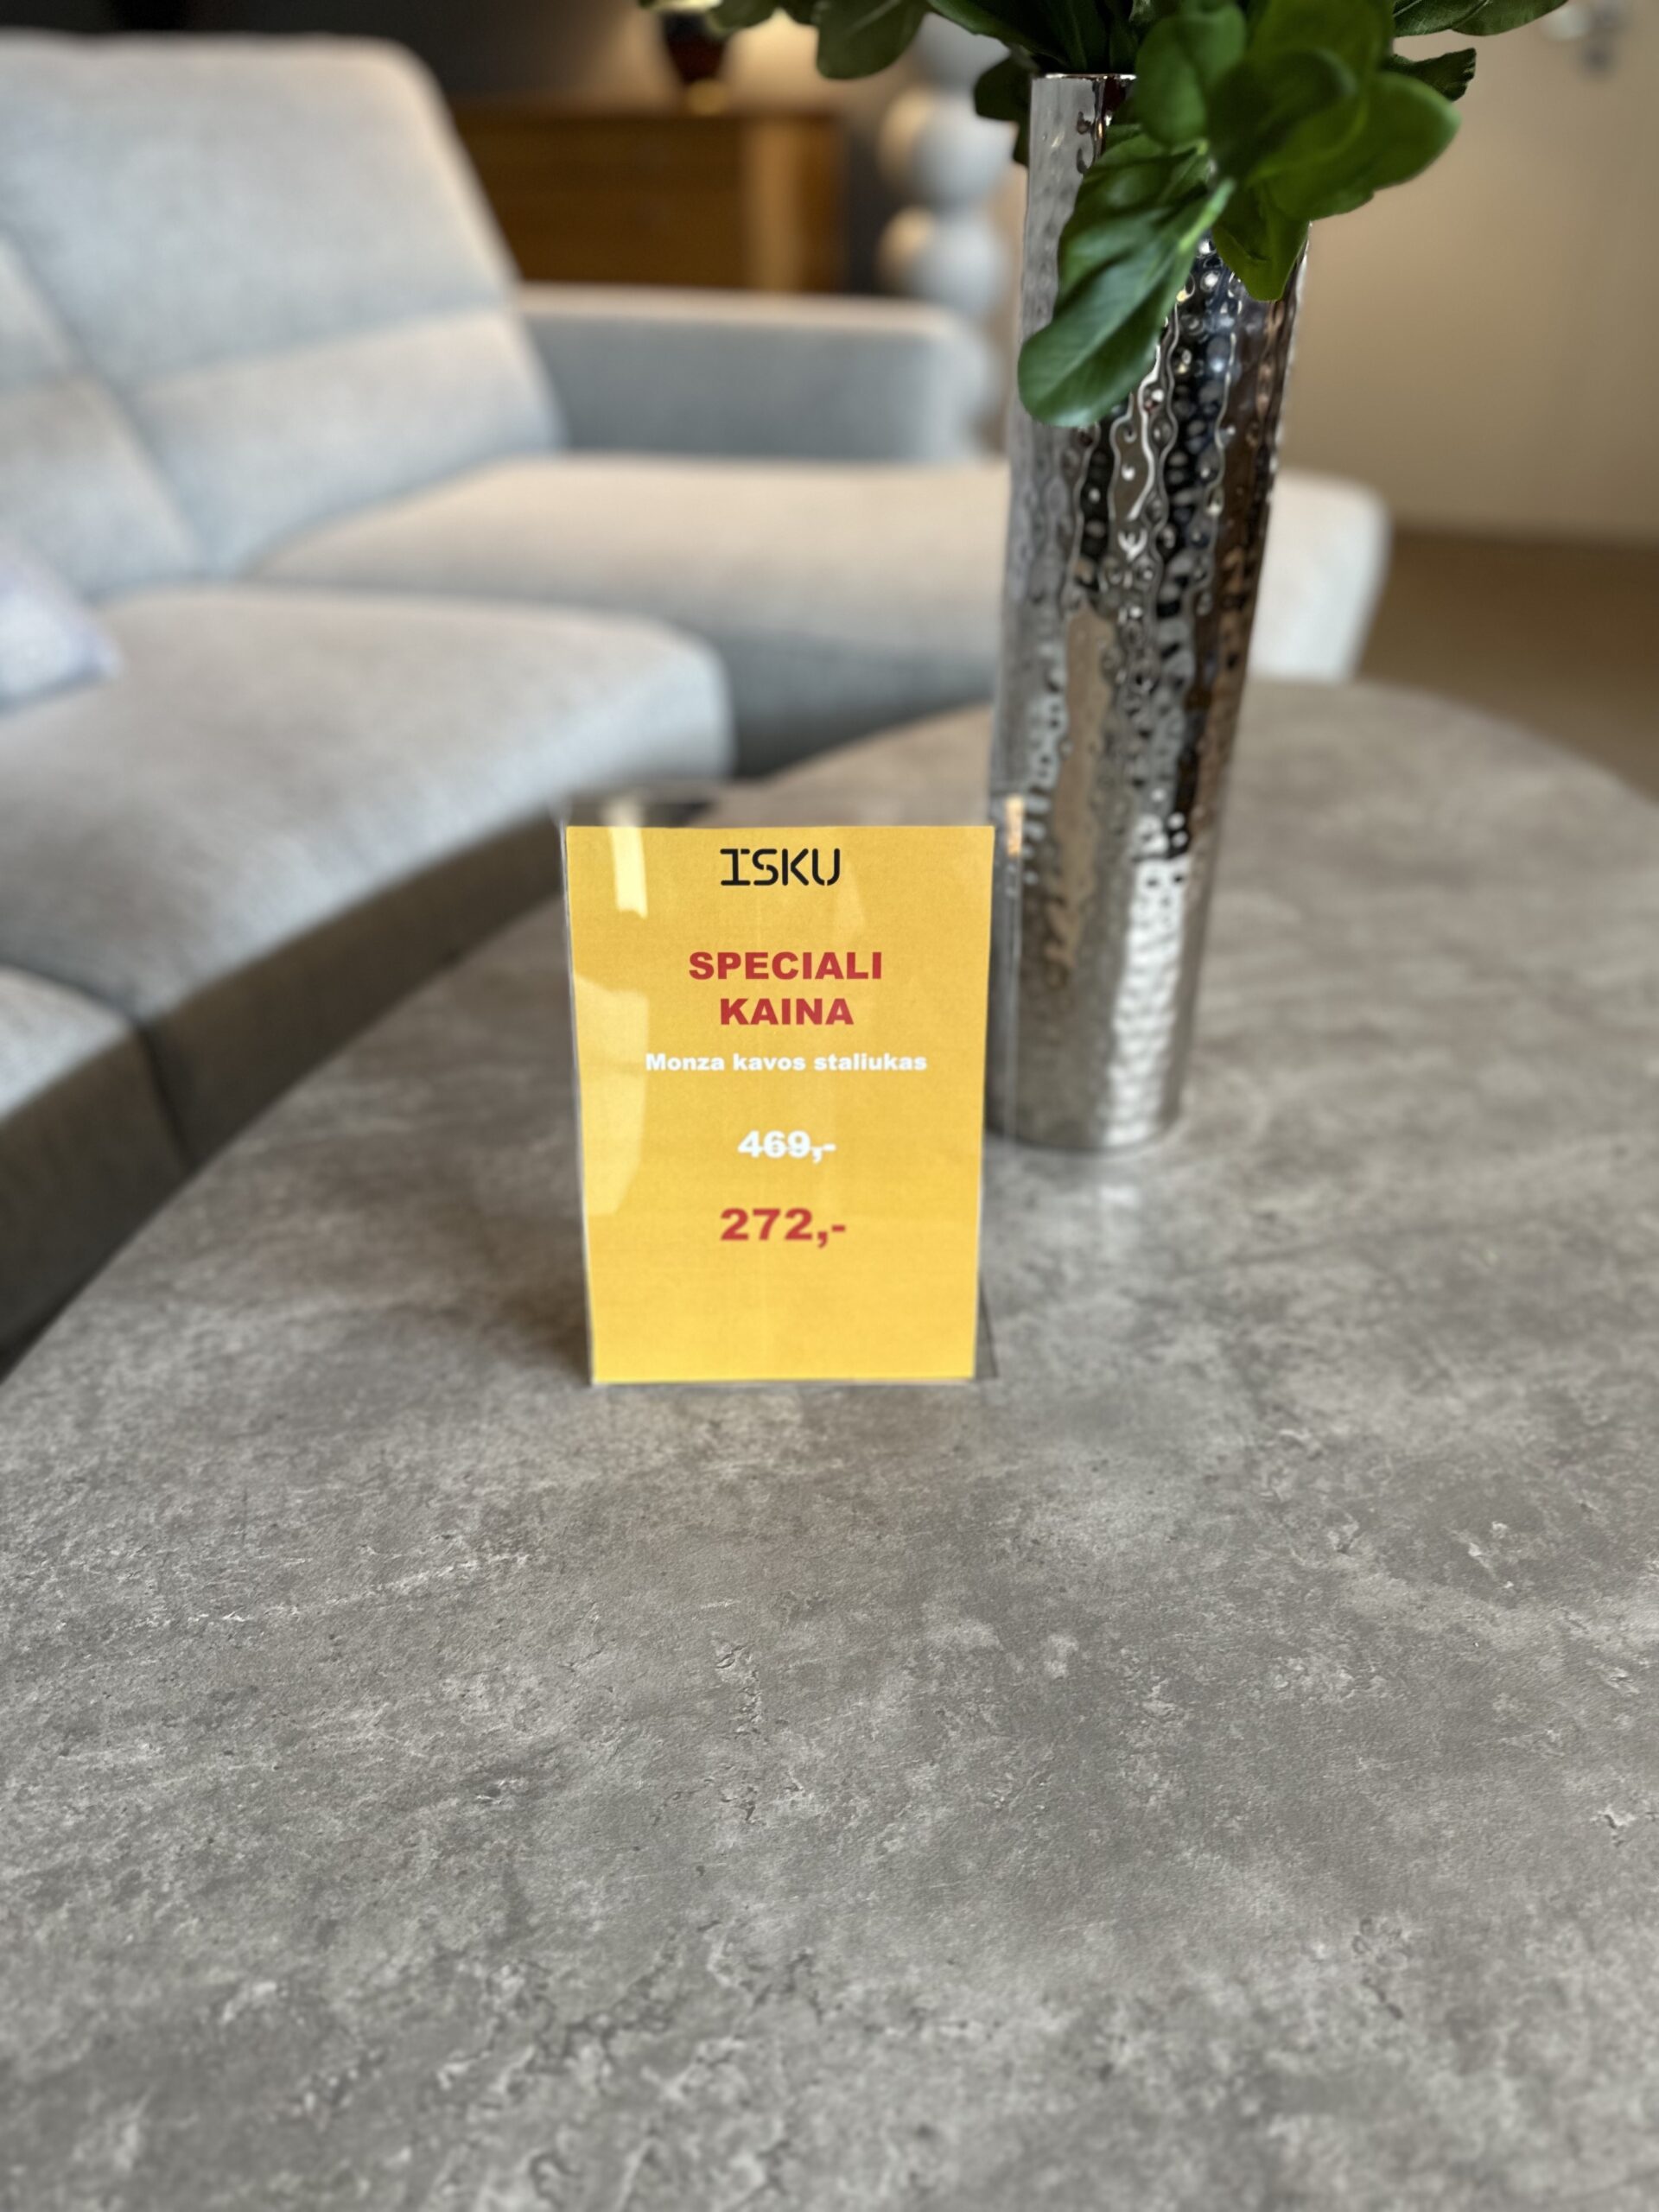 ISKU
SPECIALI
KAINA
Monza kavos staliukas
469,-
272,-